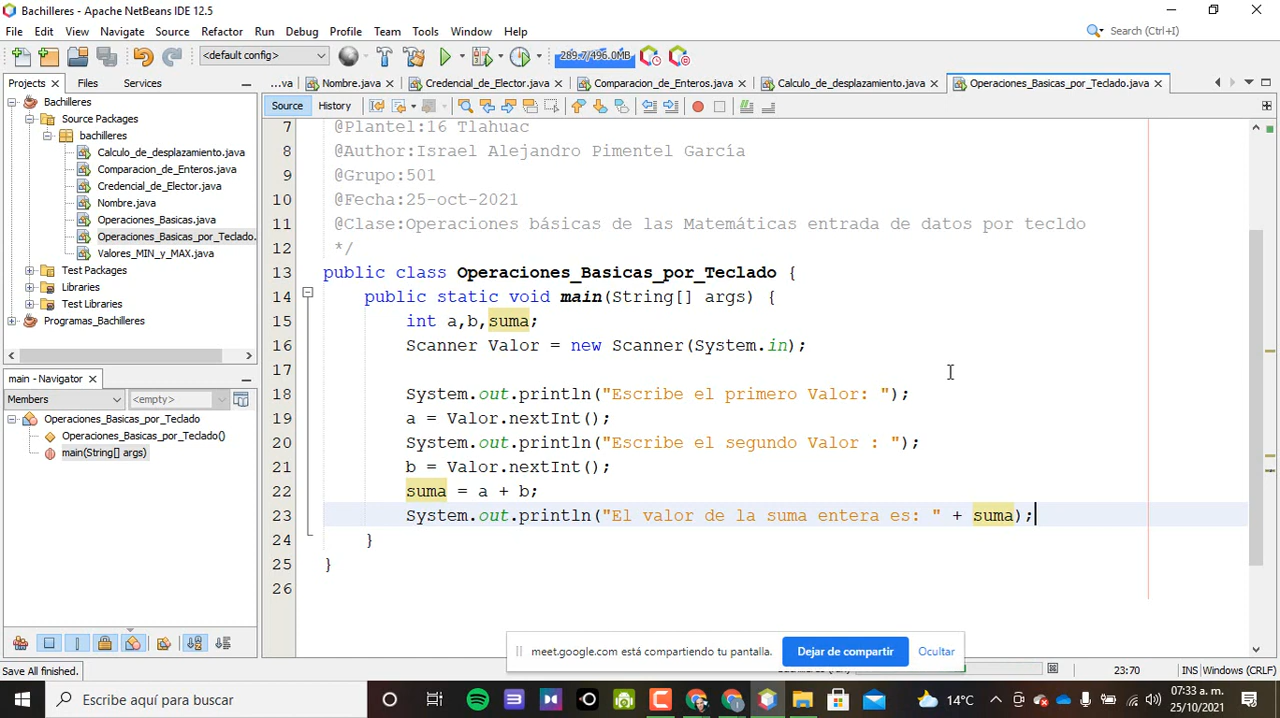 Bachilleres - Apache NetBeans IDE 12.5
File Edit View Navigate Source Refactor Run Debug Profile Team Tools Window Help
Search (Ctrl+I)
<default config>
289.7/496.0MB
Projects Files Services
...va Nombre.java Credencial_de_Elector.java Comparacion_de_Enteros.java Calculo_de_desplazamiento.java Operaciones_Basicas_por_Teclado.java
Source History
Bachilleres
Source Packages
bachilleres
Calculo_de_desplazamiento.java
Comparacion_de_Enteros.java
Credencial_de_Elector.java
Nombre.java
Operaciones_Basicas.java
Operaciones_Basicas_por_Teclado.
Valores_MIN_y_MAX.java
Test Packages
Libraries
Test Libraries
Programas_Bachilleres
main - Navigator
Members <empty>
Operaciones_Basicas_por_Teclado
Operaciones_Basicas_por_Teclado()
main(String[] args)
7 @Plantel:16 Tlahuac
8 @Author:Israel Alejandro Pimentel García
9 @Grupo:501
10 @Fecha:25-oct-2021
11 @Clase:Operaciones básicas de las Matemáticas entrada de datos por tecldo
12 */
13 public class Operaciones_Basicas_por_Teclado {
14 public static void main(String[] args) {
15 int a,b,suma;
16 Scanner Valor = new Scanner(System.in);
17
18 System.out.println("Escribe el primero Valor: ");
19 a = Valor.nextInt();
20 System.out.println("Escribe el segundo Valor : ");
21 b = Valor.nextInt();
22 suma = a + b;
23 System.out.println("El valor de la suma entera es: " + suma);
24 }
25 }
26
meet.google.com está compartiendo tu pantalla. Dejar de compartir Ocultar
Save All finished.
23:70 INS Windows (CRLF)
Escribe aquí para buscar
14°C
07:33 a. m.
25/10/2021